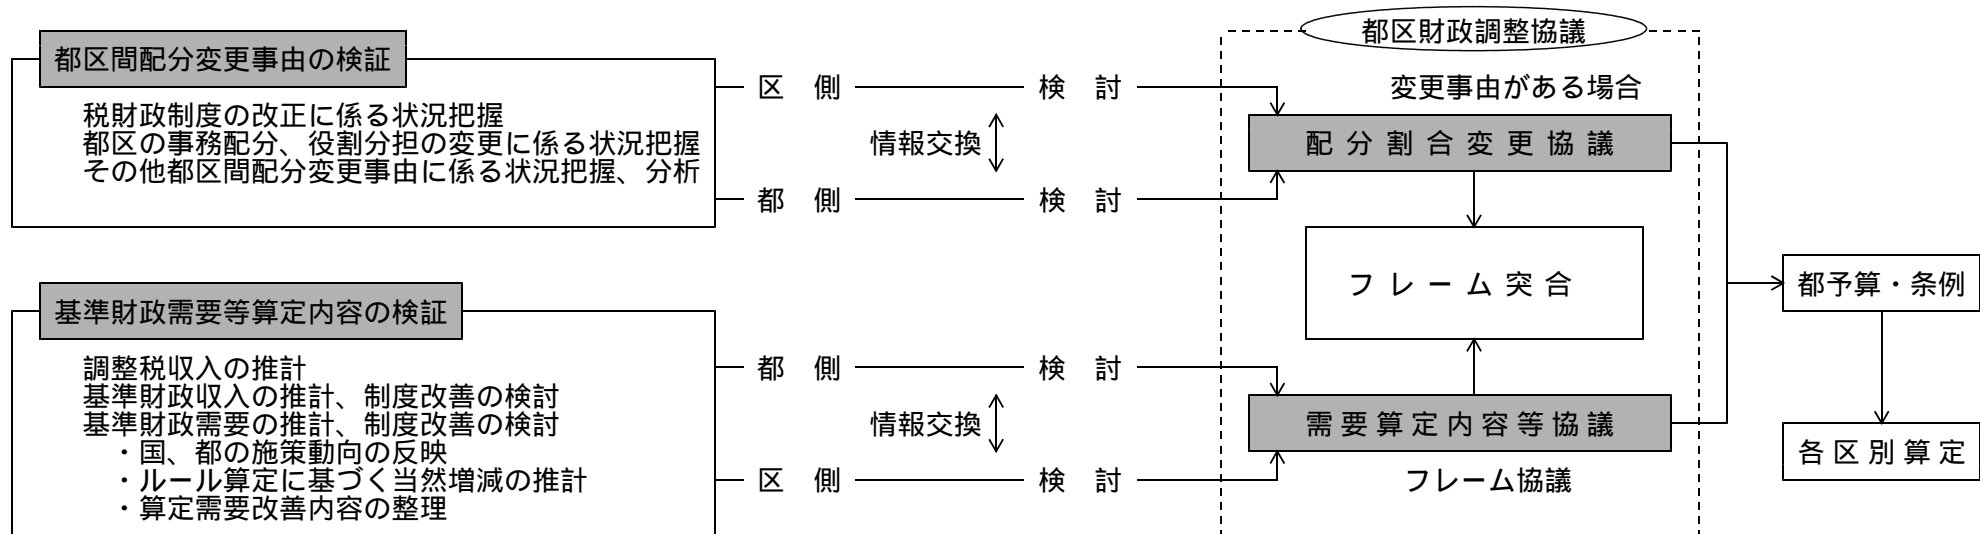 都区財政調整協議
都区間配分変更事由の検証
税財政制度の改正に係る状況把握
都区の事務配分、役割分担の変更に係る状況把握
その他都区間配分変更事由に係る状況把握、分析
区 側
検 討
情報交換
都 側
検 討
変更事由がある場合
配分割合変更協議
フレーム突合
基準財政需要等算定内容の検証
調整税収入の推計
基準財政収入の推計、制度改善の検討
基準財政需要の推計、制度改善の検討
・国、都の施策動向の反映
・ルール算定に基づく当然増減の推計
・算定需要改善内容の整理
都 側
検 討
情報交換
区 側
検 討
需要算定内容等協議
フレーム協議
都予算・条例
各区別算定